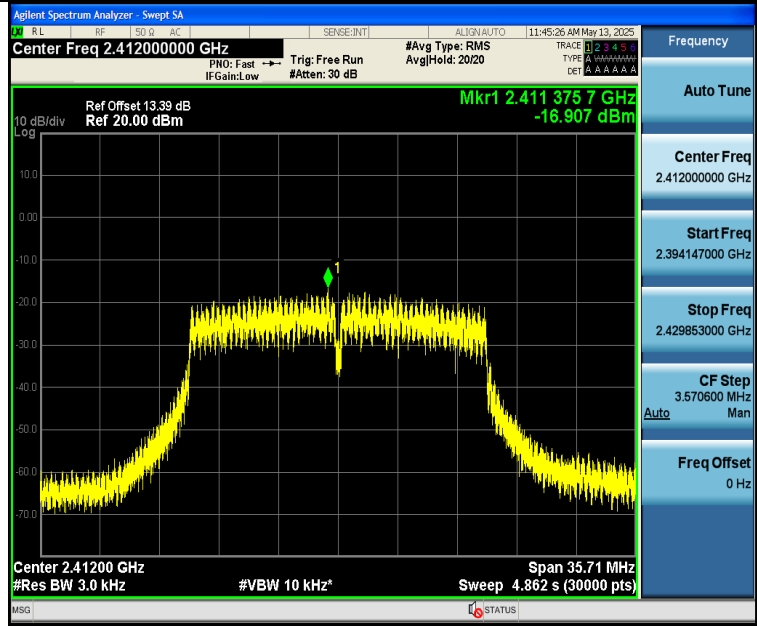 Agilent Spectrum Analyzer - Swept SA
RL RF 50 Ω AC SENSE:INT ALIGNAUTO 11:45:26 AM May 13, 2025
Center Freq 2.412000000 GHz
PNO: Fast
IFGain:Low
Trig: Free Run
#Atten: 30 dB
#Avg Type: RMS
Avg|Hold: 20/20
TRACE 1 2 3 4 5 6
TYPE A
DET A A A A A A
Mkr1 2.411 375 7 GHz
-16.907 dBm
Ref Offset 13.39 dB
Ref 20.00 dBm
10 dB/div
Log
1
10.0
0.00
-10.0
-20.0
-30.0
-40.0
-50.0
-60.0
-70.0
Center 2.41200 GHz Span 35.71 MHz
#Res BW 3.0 kHz #VBW 10 kHz* Sweep 4.862 s (30000 pts)
MSG STATUS
Frequency
Auto Tune
Center Freq
2.412000000 GHz
Start Freq
2.394147000 GHz
Stop Freq
2.429853000 GHz
CF Step
3.570600 MHz
Auto Man
Freq Offset
0 Hz